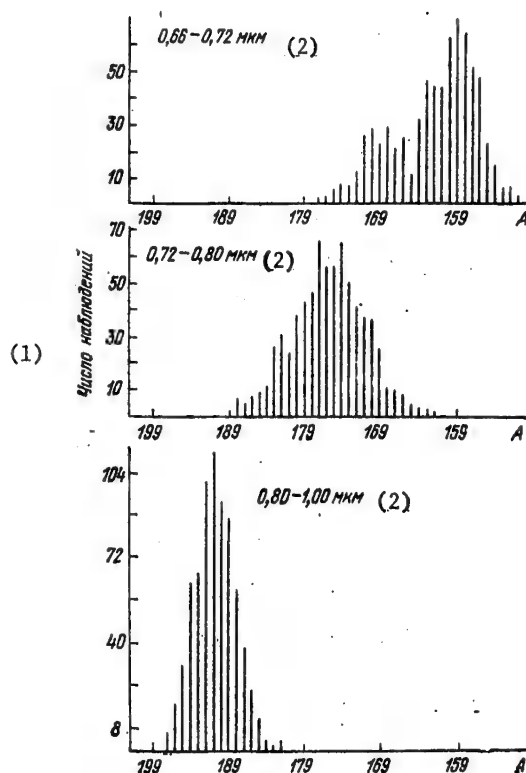 0,66-0,72 мкм (2)
50
30
10
199 189 179 169 159 A
70
0,72-0,80 мкм (2)
50
30
10
(1)
Число наблюдений
199 189 179 169 159 A
104
0,80-1,00 мкм (2)
72
40
8
199 189 179 169 159 A